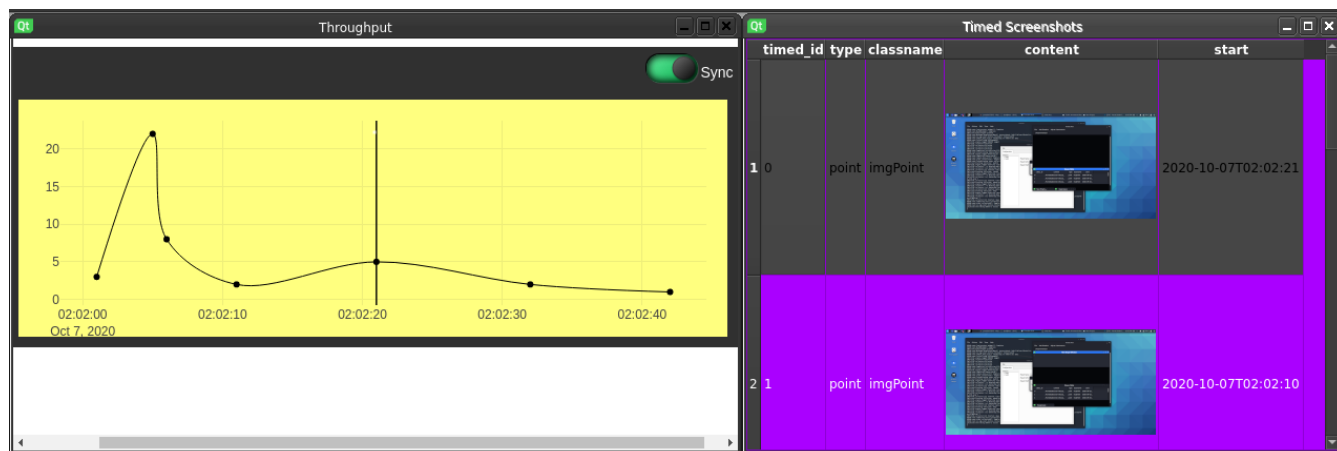 Qt Throughput
Sync
20
15
10
5
0
02:02:00 02:02:10 02:02:20 02:02:30 02:02:40
Oct 7, 2020
Qt Timed Screenshots
timed_id type classname content start
1 0 point imgPoint 2020-10-07T02:02:21
2 1 point imgPoint 2020-10-07T02:02:10